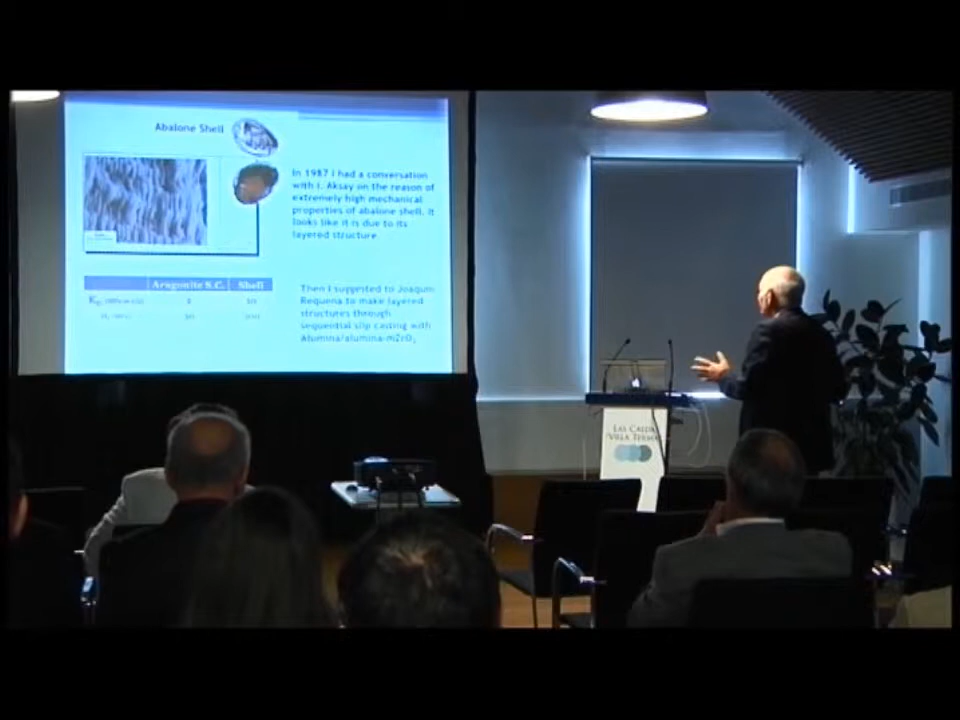 Abalone Shell
In 1987 I had a conversation
with I. Aksay on the reason of
extremely high mechanical
properties of abalone shell. It
looks like it is due to its
layered structure.
Aragonite S.C. Shell
Then I suggested to Joaquin
Requena to make layered
structures through
sequential slip casting with
Alumina/alumina-mZrO2
LAS CALDAS
VILLA TERMAL